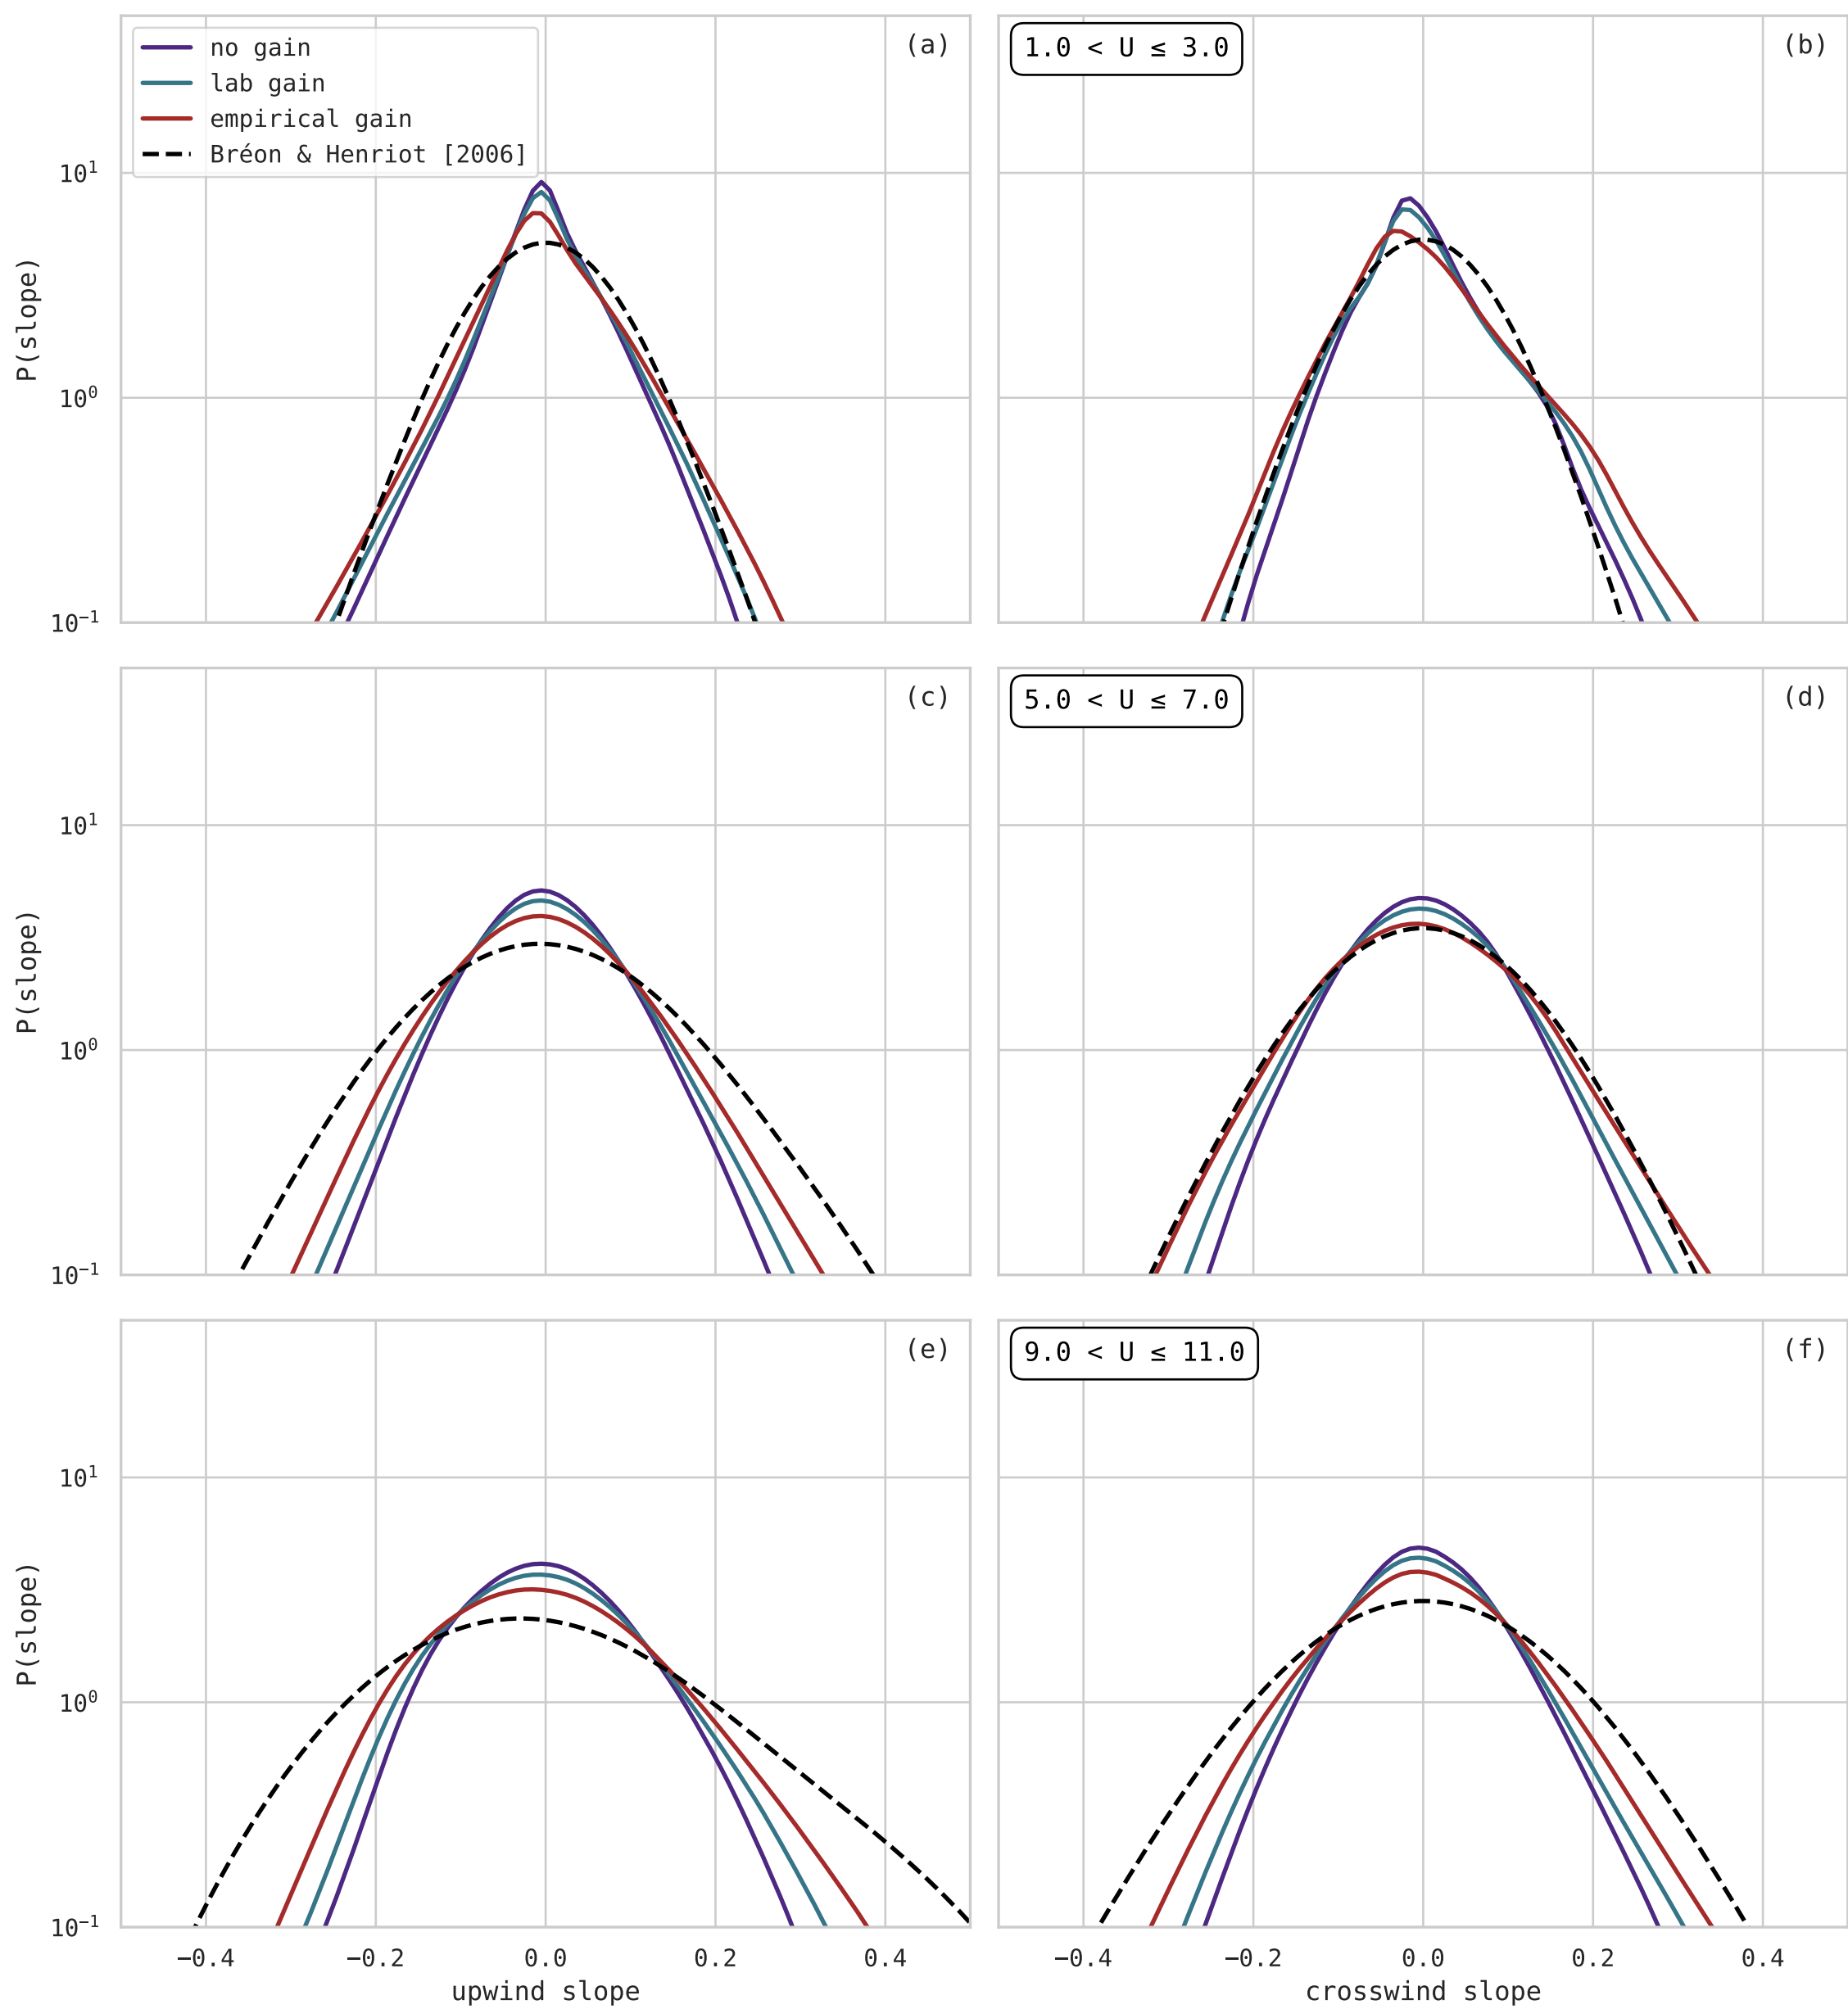 no gain
lab gain
empirical gain
Bréon & Henriot [2006]
(a)
1.0 < U ≤ 3.0
(b)
10¹
10⁰
10⁻¹
P(slope)
(c)
5.0 < U ≤ 7.0
(d)
10¹
10⁰
10⁻¹
P(slope)
(e)
9.0 < U ≤ 11.0
(f)
10¹
10⁰
10⁻¹
P(slope)
−0.4 −0.2 0.0 0.2 0.4
−0.4 −0.2 0.0 0.2 0.4
upwind slope
crosswind slope